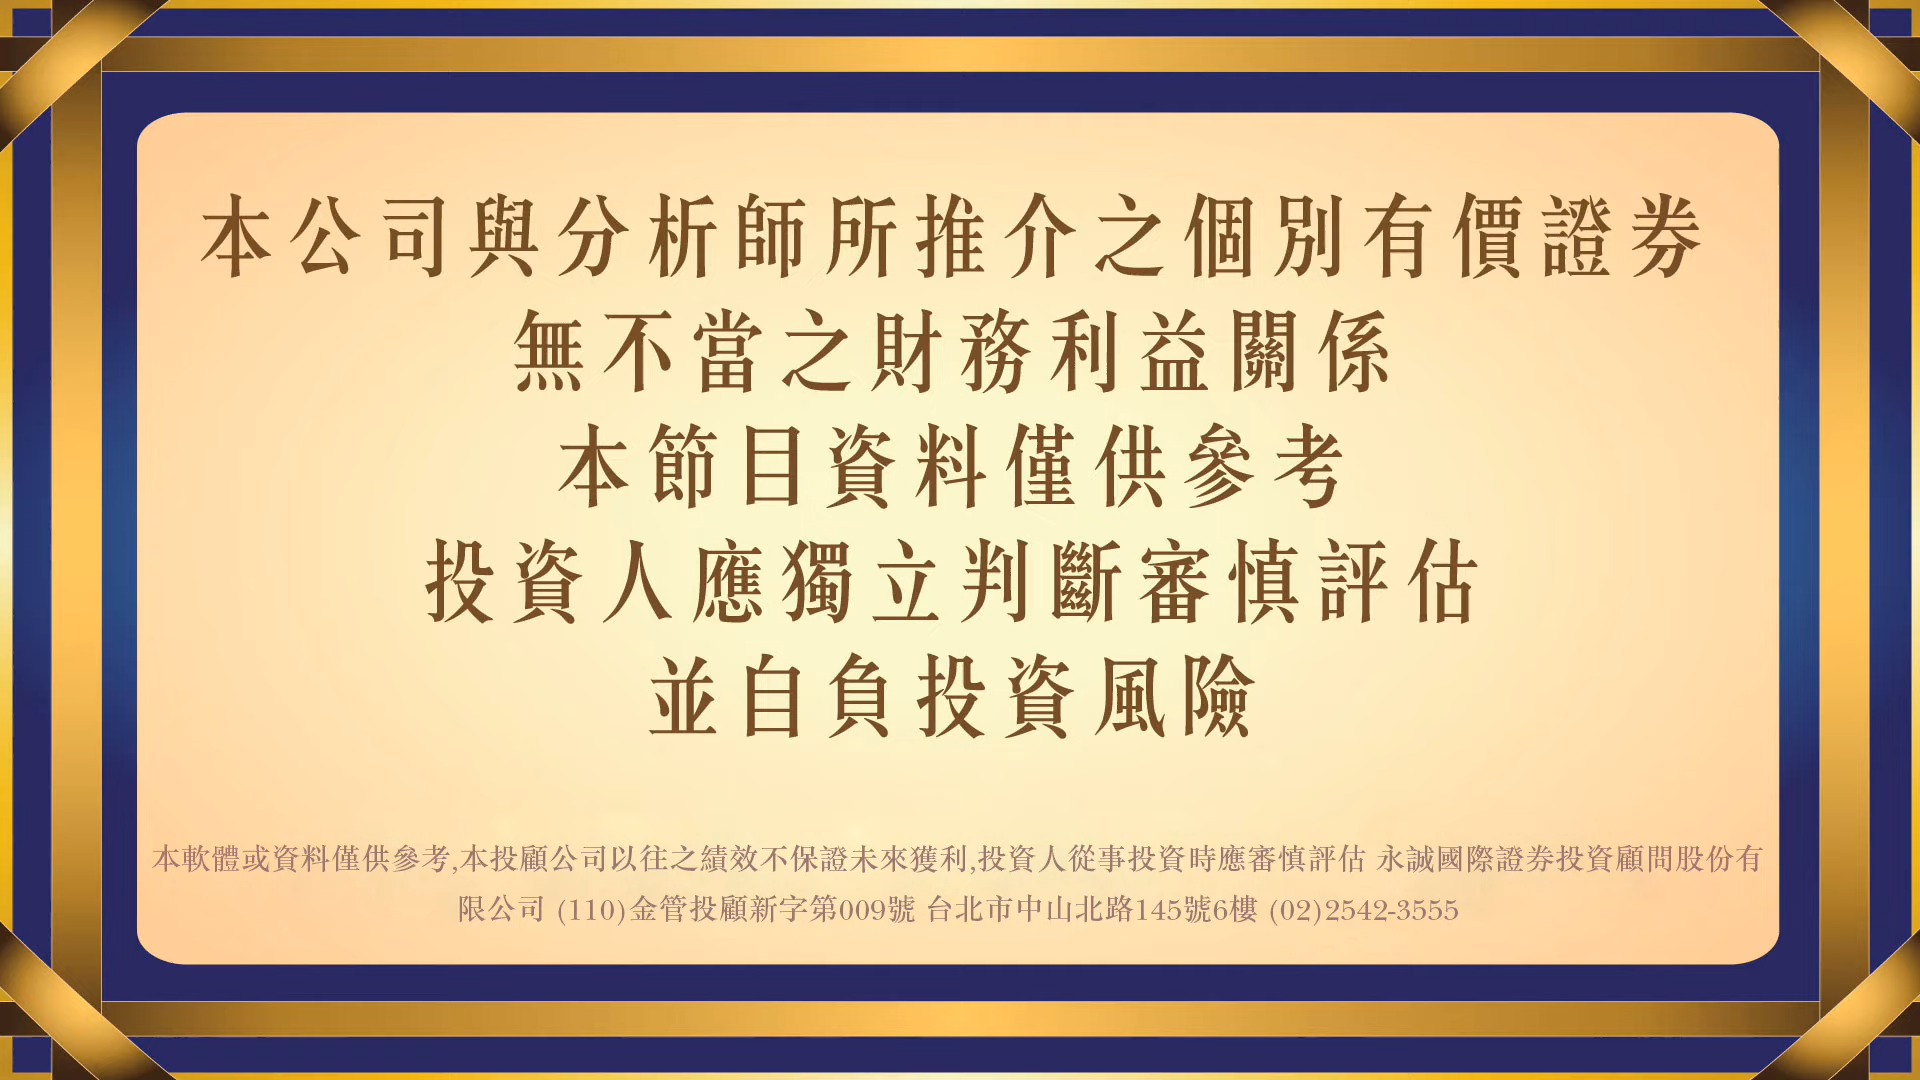 本公司與分析師所推介之個別有價證券
無不當之財務利益關係
本節目資料僅供參考
投資人應獨立判斷審慎評估
並自負投資風險
本軟體或資料僅供參考,本投顧公司以往之績效不保證未來獲利,投資人從事投資時應審慎評估 永誠國際證券投資顧問股份有
限公司 (110)金管投顧新字第009號 台北市中山北路145號6樓 (02)2542-3555